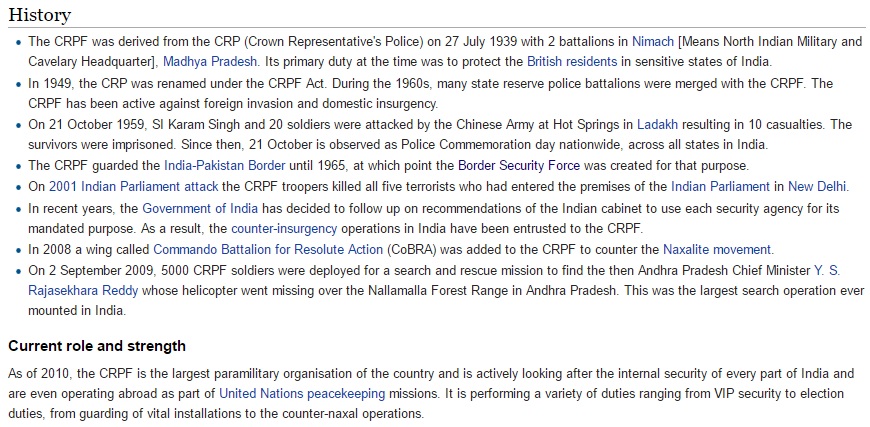 History
The CRPF was derived from the CRP (Crown Representative's Police) on 27 July 1939 with 2 battalions in Nimach [Means North Indian Military and
Cavelary Headquarter], Madhya Pradesh. Its primary duty at the time was to protect the British residents in sensitive states of India.
In 1949, the CRP was renamed under the CRPF Act. During the 1960s, many state reserve police battalions were merged with the CRPF. The
CRPF has been active against foreign invasion and domestic insurgency.
On 21 October 1959, SI Karam Singh and 20 soldiers were attacked by the Chinese Army at Hot Springs in Ladakh resulting in 10 casualties. The
survivors were imprisoned. Since then, 21 October is observed as Police Commemoration day nationwide, across all states in India.
The CRPF guarded the India-Pakistan Border until 1965, at which point the Border Security Force was created for that purpose.
On 2001 Indian Parliament attack the CRPF troopers killed all five terrorists who had entered the premises of the Indian Parliament in New Delhi.
In recent years, the Government of India has decided to follow up on recommendations of the Indian cabinet to use each security agency for its
mandated purpose. As a result, the counter-insurgency operations in India have been entrusted to the CRPF.
In 2008 a wing called Commando Battalion for Resolute Action (CoBRA) was added to the CRPF to counter the Naxalite movement.
On 2 September 2009, 5000 CRPF soldiers were deployed for a search and rescue mission to find the then Andhra Pradesh Chief Minister Y. S.
Rajasekhara Reddy whose helicopter went missing over the Nallamalla Forest Range in Andhra Pradesh. This was the largest search operation ever
mounted in India.
Current role and strength
As of 2010, the CRPF is the largest paramilitary organisation of the country and is actively looking after the internal security of every part of India and
are even operating abroad as part of United Nations peacekeeping missions. It is performing a variety of duties ranging from VIP security to election
duties, from guarding of vital installations to the counter-naxal operations.